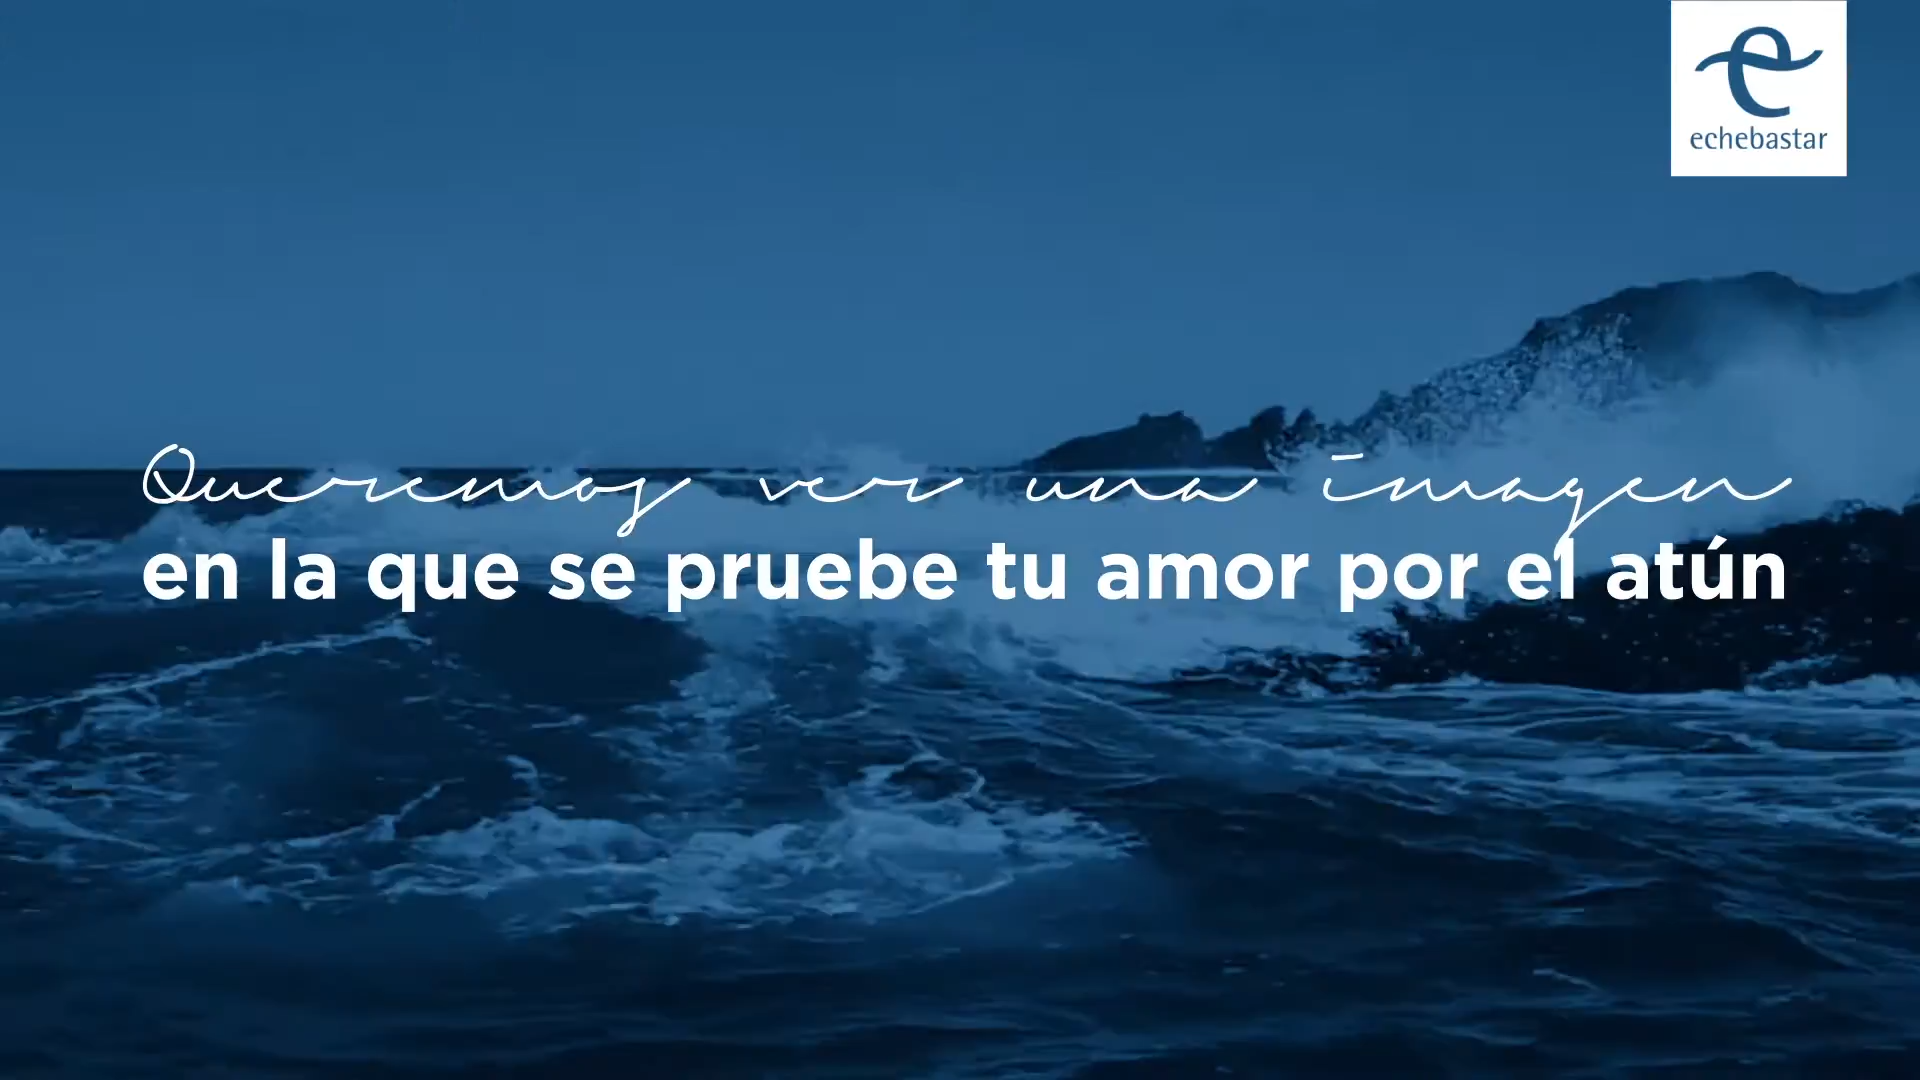 echebastar
Queremos ver una imagen
en la que se pruebe tu amor por el atún